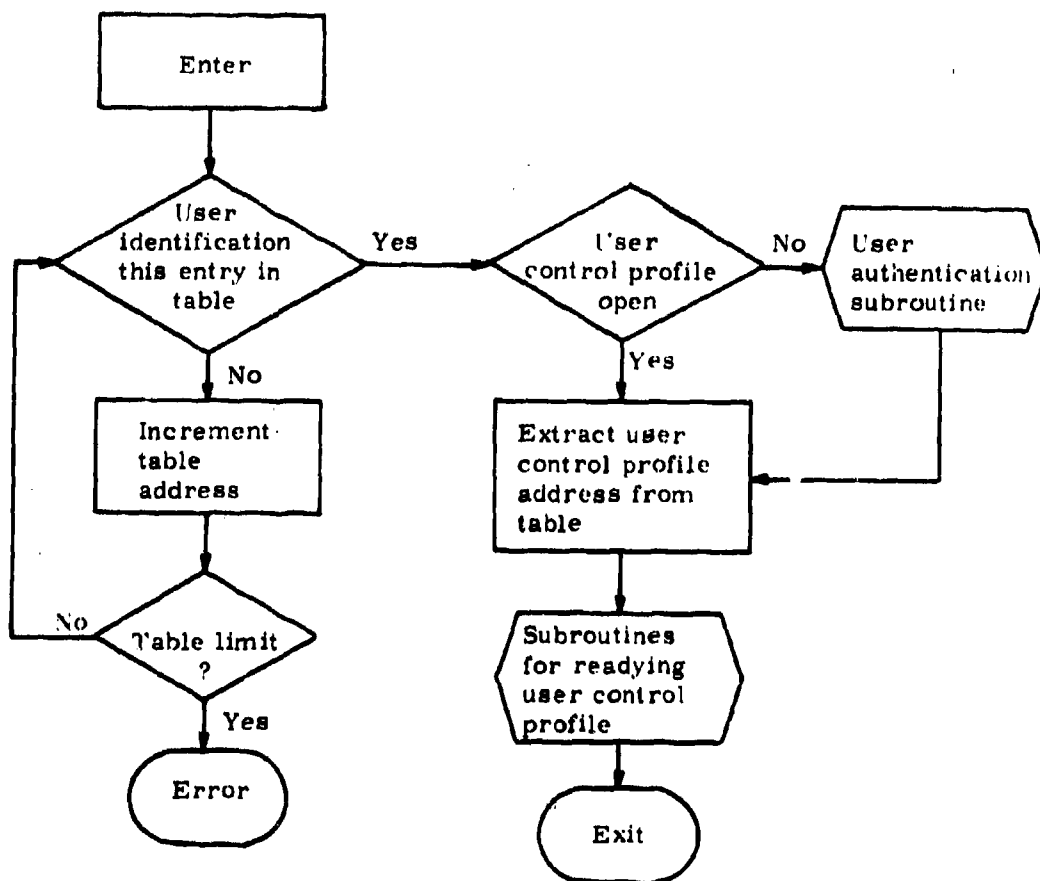 Enter
User
identification
this entry in
table
Yes
User
control profile
open
No
User
authentication
subroutine
No
Yes
Increment
table
address
Extract user
control profile
address from
table
No
Table limit
?
Subroutines
for readying
user control
profile
Yes
Error
Exit